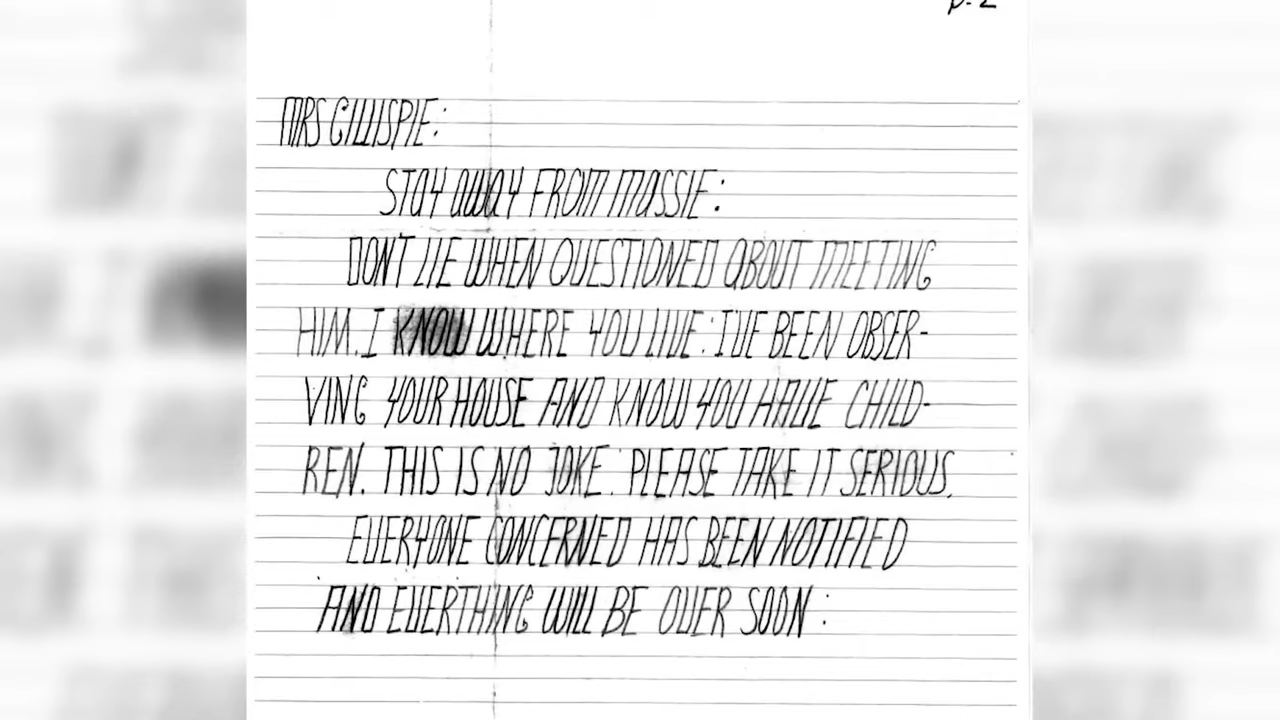 p. 2
MRS GILLISPIE:
STAY AWAY FROM MASSIE:
DON'T LIE WHEN QUESTIONED ABOUT MEETING
HIM. I KNOW WHERE YOU LIVE: I'VE BEEN OBSER-
VING YOUR HOUSE AND KNOW YOU HAVE CHILD-
REN. THIS IS NO JOKE. PLEASE TAKE IT SERIOUS.
EVERYONE CONCERNED HAS BEEN NOTIFIED
AND EVERTHING WILL BE OVER SOON: